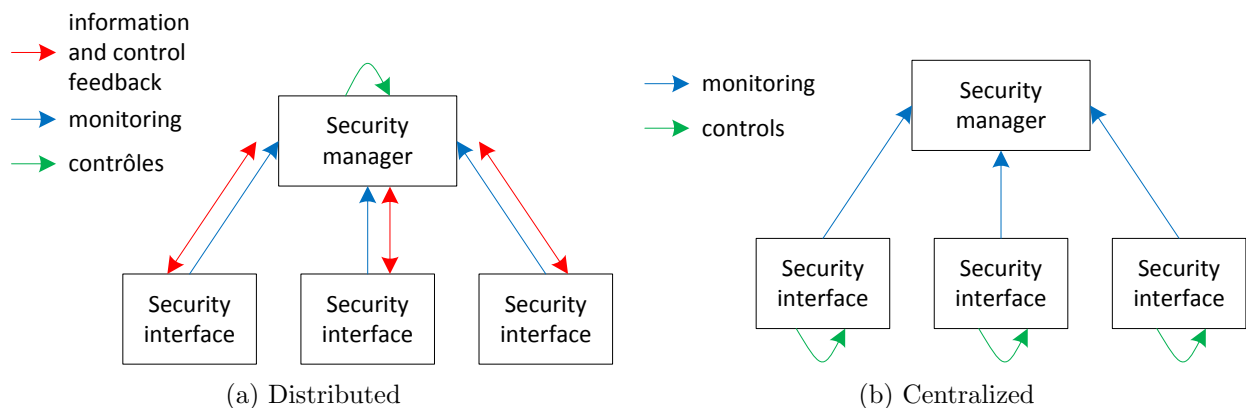 information
and control
feedback
monitoring
contrôles
Security
manager
Security
interface
Security
interface
Security
interface
(a) Distributed
monitoring
controls
Security
manager
Security
interface
Security
interface
Security
interface
(b) Centralized